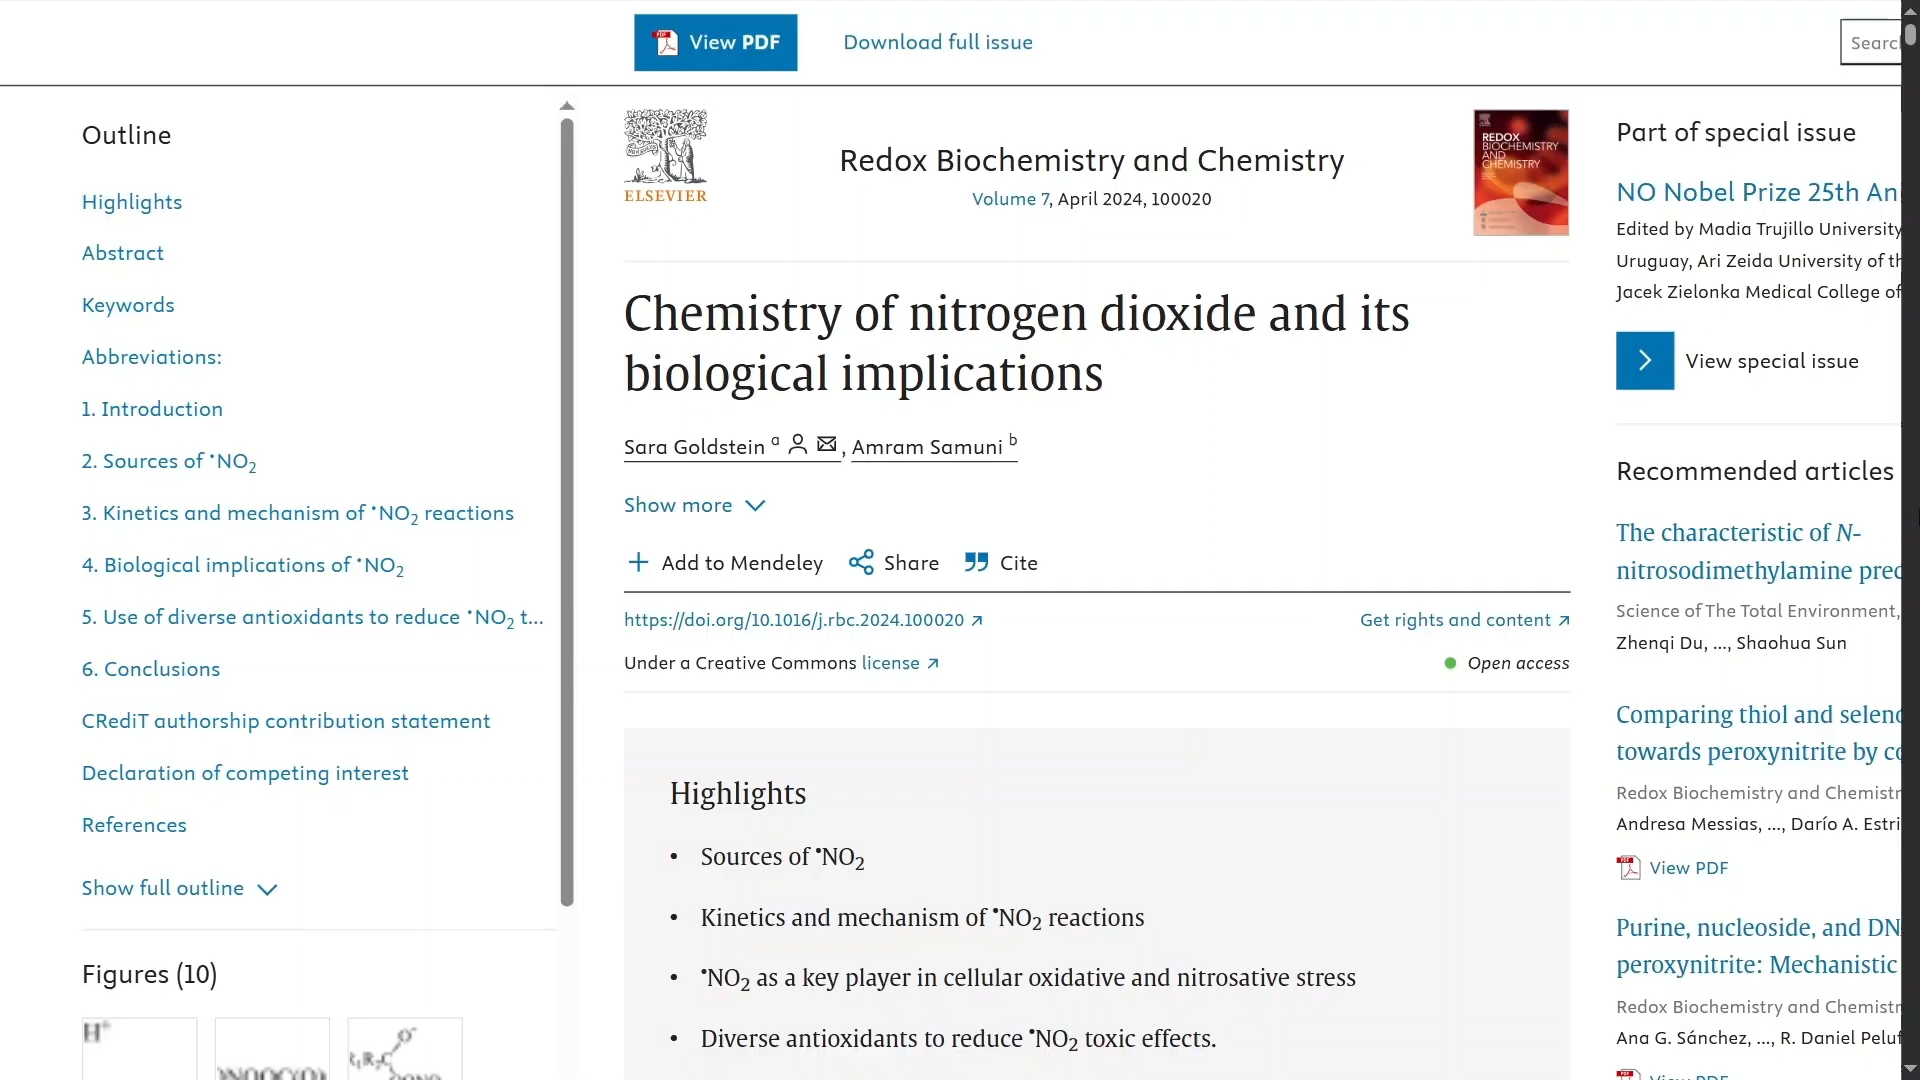 View PDF
Download full issue
Outline
Highlights
Abstract
Keywords
Abbreviations:
1. Introduction
2. Sources of •NO2
3. Kinetics and mechanism of •NO2 reactions
4. Biological implications of •NO2
5. Use of diverse antioxidants to reduce •NO2 t...
6. Conclusions
CRediT authorship contribution statement
Declaration of competing interest
References
Show full outline
Figures (10)
H+
ELSEVIER
Redox Biochemistry and Chemistry
Volume 7, April 2024, 100020
REDOX
BIOCHEMISTRY
AND
CHEMISTRY
Chemistry of nitrogen dioxide and its
biological implications
Sara Goldstein a, Amram Samuni b
Show more
Add to Mendeley Share Cite
https://doi.org/10.1016/j.rbc.2024.100020
Get rights and content
Under a Creative Commons license
Open access
Highlights
• Sources of •NO2
• Kinetics and mechanism of •NO2 reactions
• •NO2 as a key player in cellular oxidative and nitrosative stress
• Diverse antioxidants to reduce •NO2 toxic effects.
Part of special issue
NO Nobel Prize 25th An
Edited by Madia Trujillo University
Uruguay, Ari Zeida University of th
Jacek Zielonka Medical College of
View special issue
Recommended articles
The characteristic of N-
nitrosodimethylamine prec
Science of The Total Environment,
Zhenqi Du, ..., Shaohua Sun
Comparing thiol and selenc
towards peroxynitrite by co
Redox Biochemistry and Chemistr
Andresa Messias, ..., Darío A. Estri
View PDF
Purine, nucleoside, and DN
peroxynitrite: Mechanistic
Redox Biochemistry and Chemistr
Ana G. Sánchez, ..., R. Daniel Peluf
View PDF